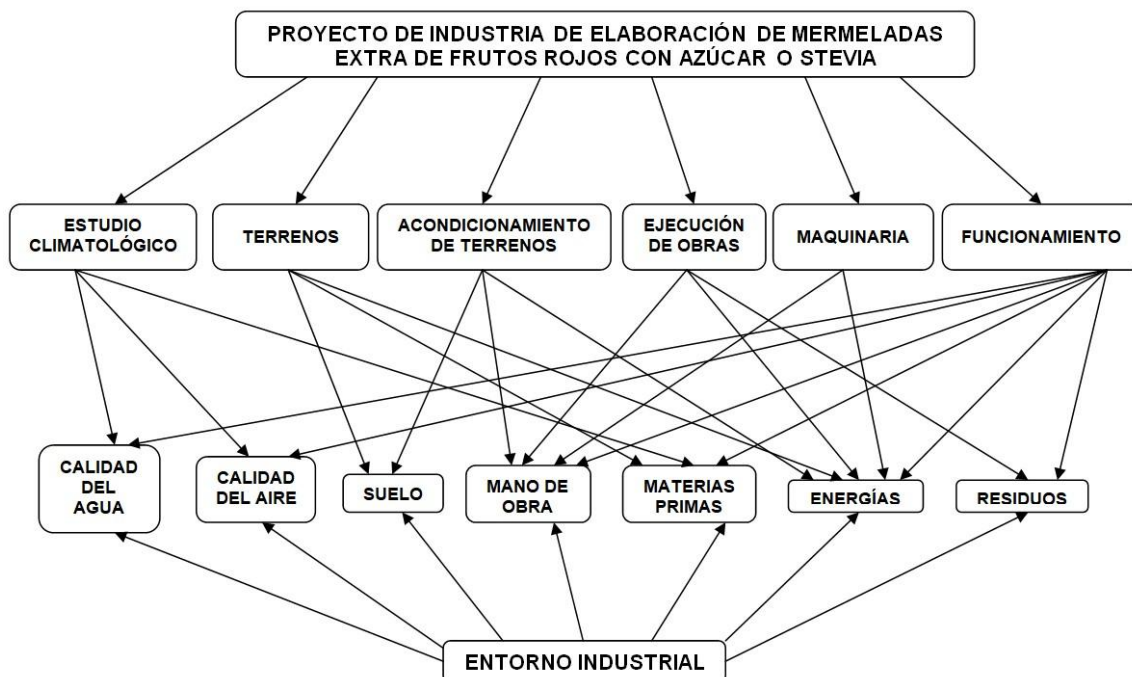 PROYECTO DE INDUSTRIA DE ELABORACIÓN DE MERMELADAS
EXTRA DE FRUTOS ROJOS CON AZÚCAR O STEVIA
ESTUDIO
CLIMATOLÓGICO
TERRENOS
ACONDICIONAMIENTO
DE TERRENOS
EJECUCIÓN
DE OBRAS
MAQUINARIA
FUNCIONAMIENTO
CALIDAD
DEL
AGUA
CALIDAD
DEL AIRE
SUELO
MANO DE
OBRA
MATERIAS
PRIMAS
ENERGÍAS
RESIDUOS
ENTORNO INDUSTRIAL